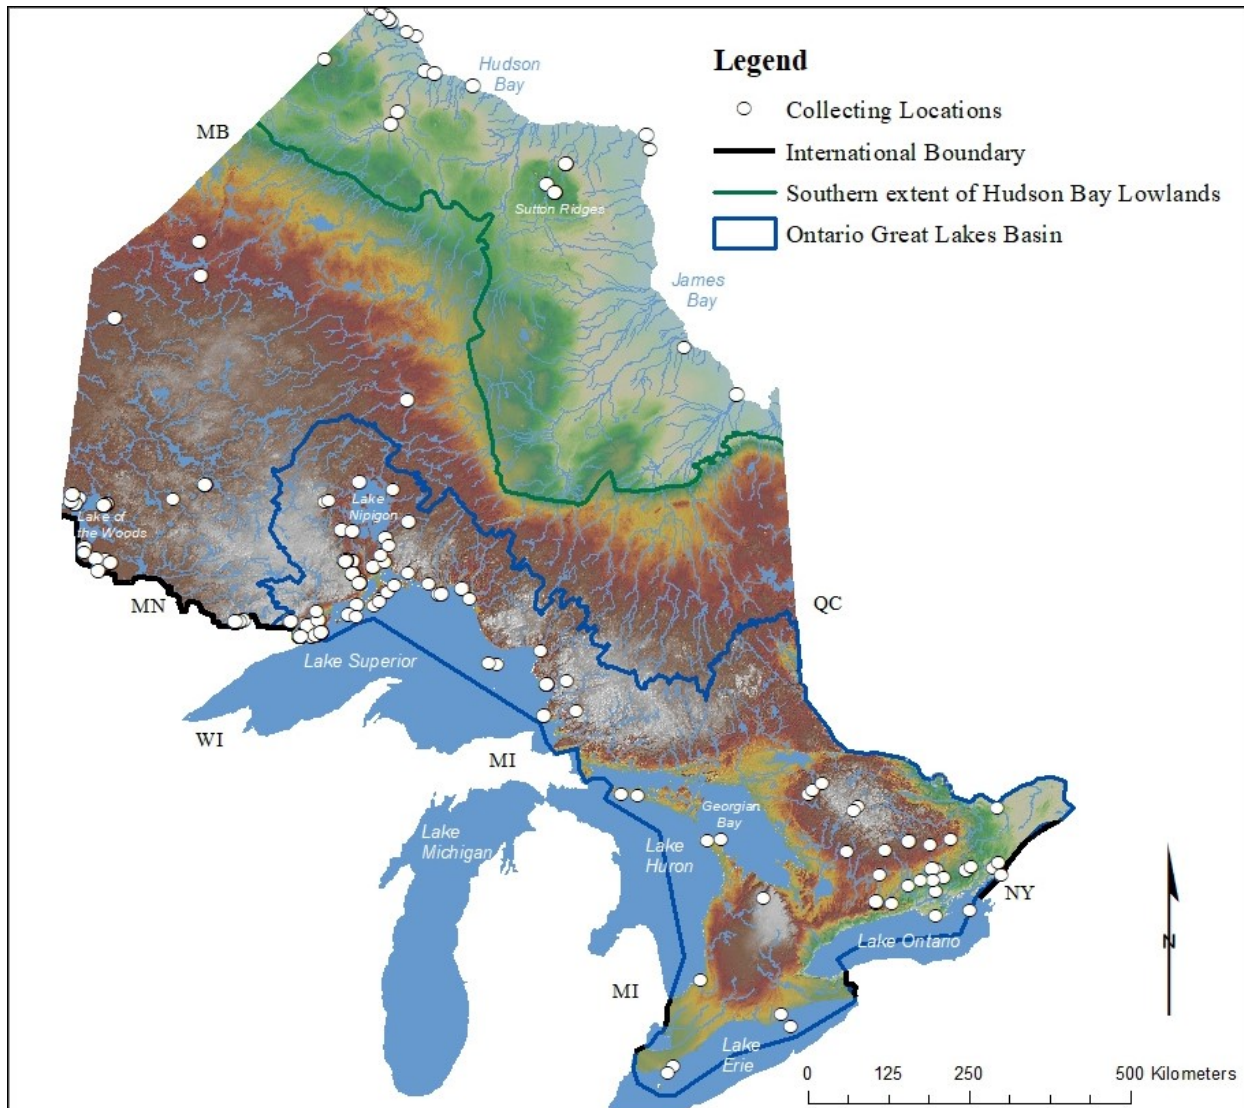 Legend
Collecting Locations
International Boundary
Southern extent of Hudson Bay Lowlands
Ontario Great Lakes Basin
Hudson
Bay
MB
Sutton Ridges
James
Bay
Lake
Nipigon
Lake of
the Woods
MN
QC
Lake Superior
WI
MI
Georgian
Bay
Lake
Michigan
Lake
Huron
NY
Lake Ontario
N
MI
Lake
Erie
0 125 250 500 Kilometers